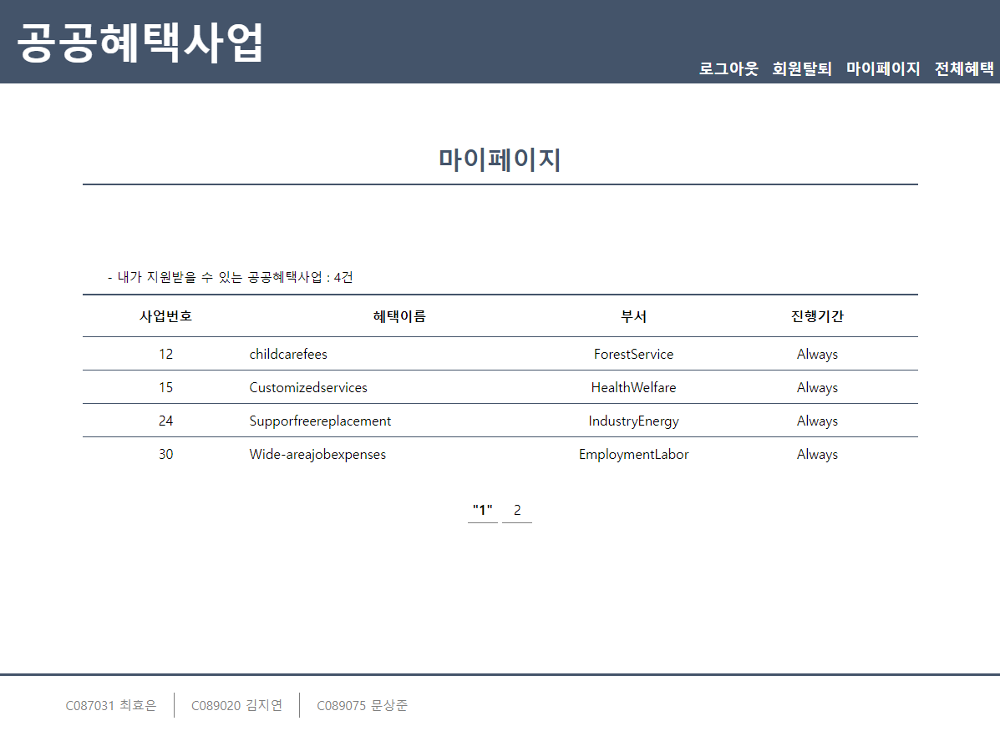 공공혜택사업
로그아웃 회원탈퇴 마이페이지 전체혜택
마이페이지
- 내가 지원받을 수 있는 공공혜택사업 : 4건
사업번호 혜택이름 부서 진행기간
12 childcarefees ForestService Always
15 Customizedservices HealthWelfare Always
24 Supporfreereplacement IndustryEnergy Always
30 Wide-areajobexpenses EmploymentLabor Always
"1" 2
C087031 최효은 C089020 김지연 C089075 문상준